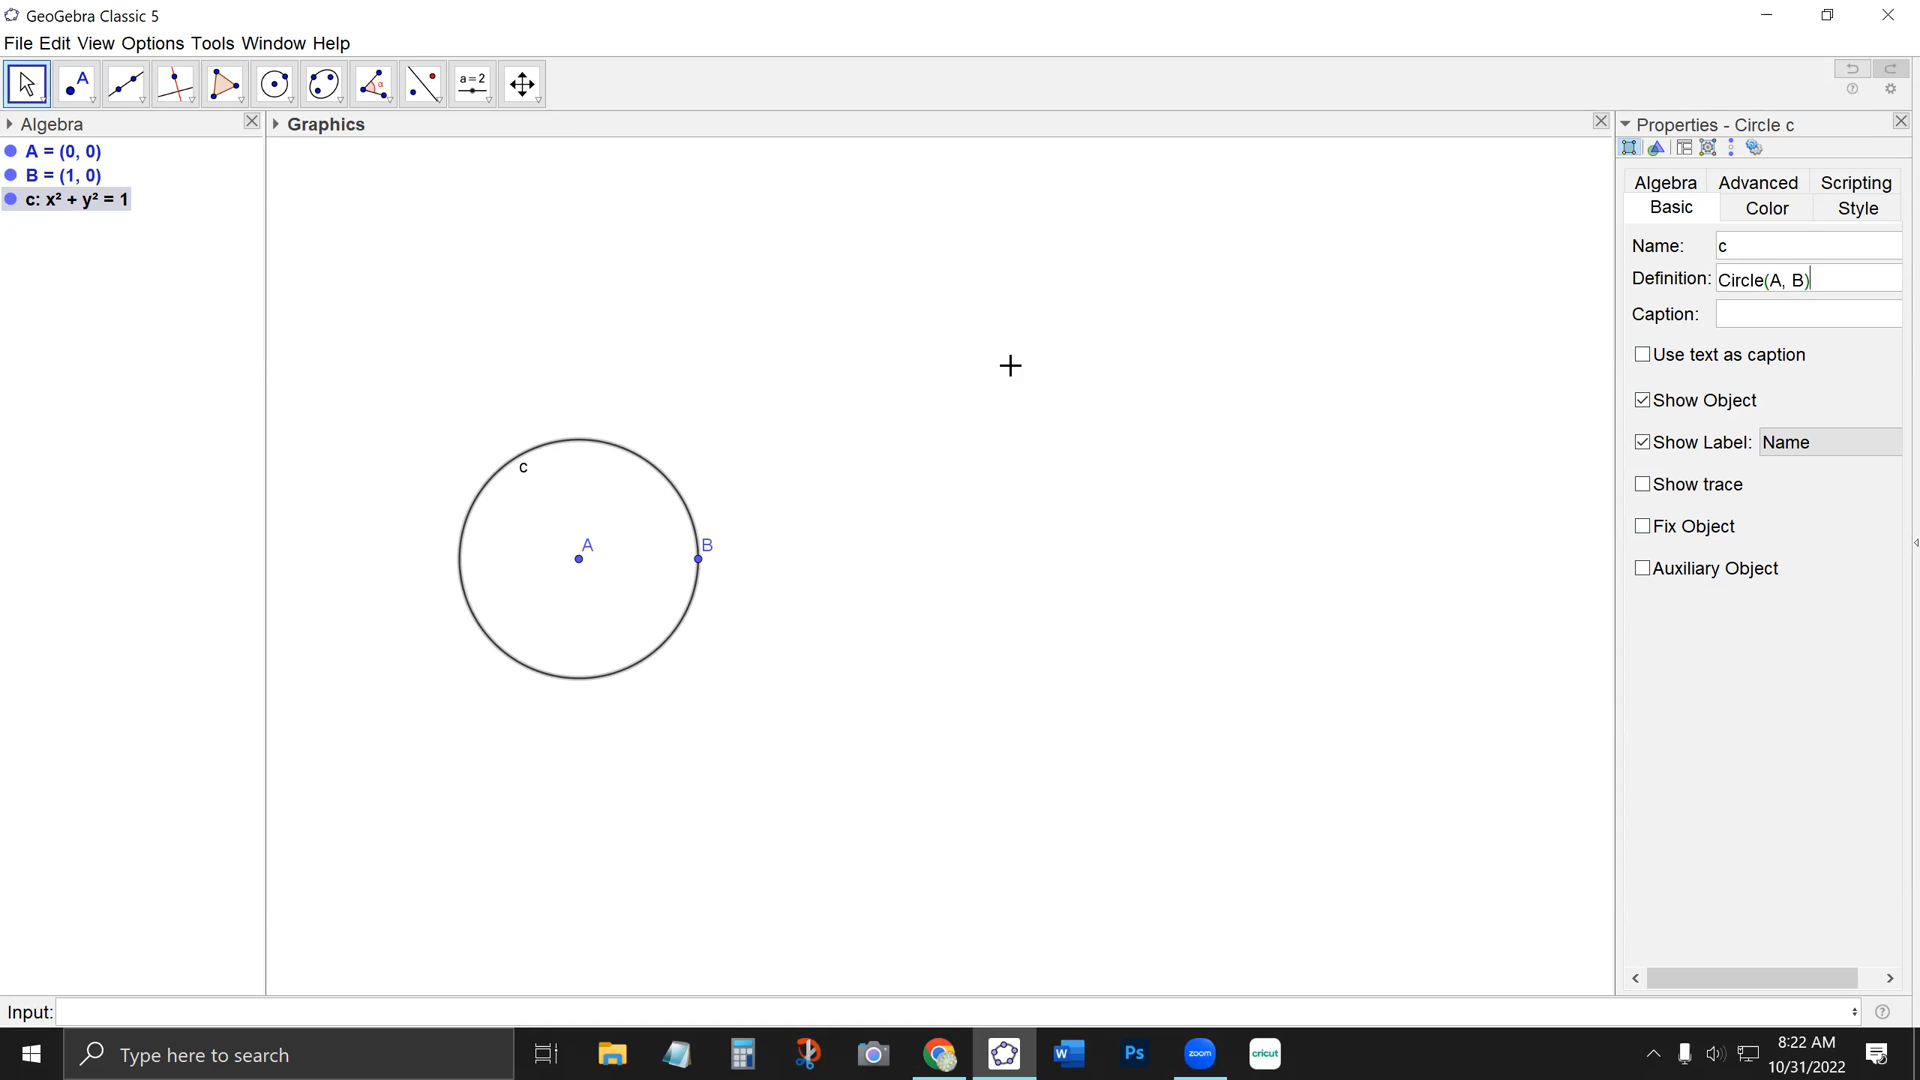 GeoGebra Classic 5
File Edit View Options Tools Window Help
A
α
a=2
Algebra
Graphics
Properties - Circle c
A = (0, 0)
B = (1, 0)
c: x² + y² = 1
Algebra Advanced Scripting
Basic Color Style
Name: c
Definition: Circle(A, B)
Caption:
Use text as caption
Show Object
Show Label: Name
Show trace
Fix Object
Auxiliary Object
c
A
B
Input:
Type here to search
W
Ps
zoom
cricut
8:22 AM
10/31/2022